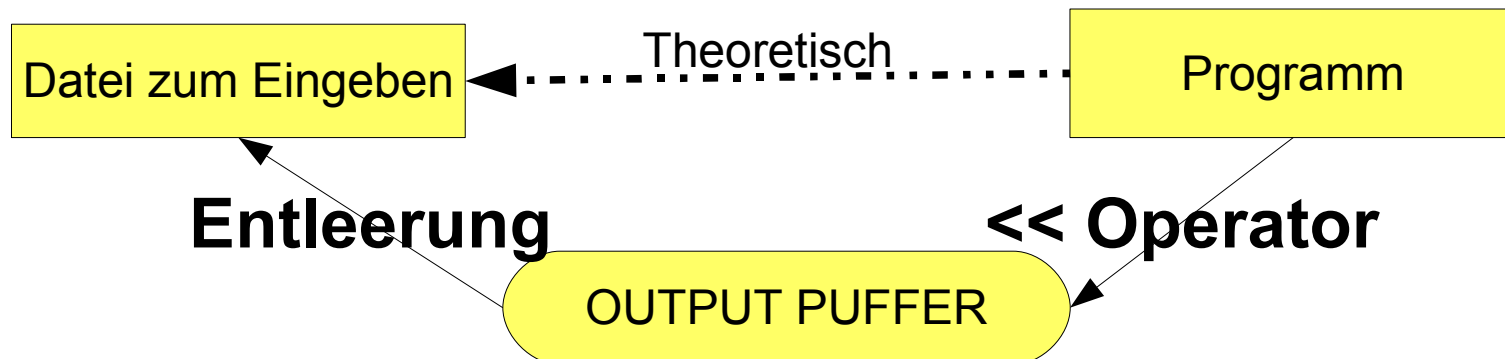 Theoretisch
Datei zum Eingeben
Programm
Entleerung
<< Operator
OUTPUT PUFFER